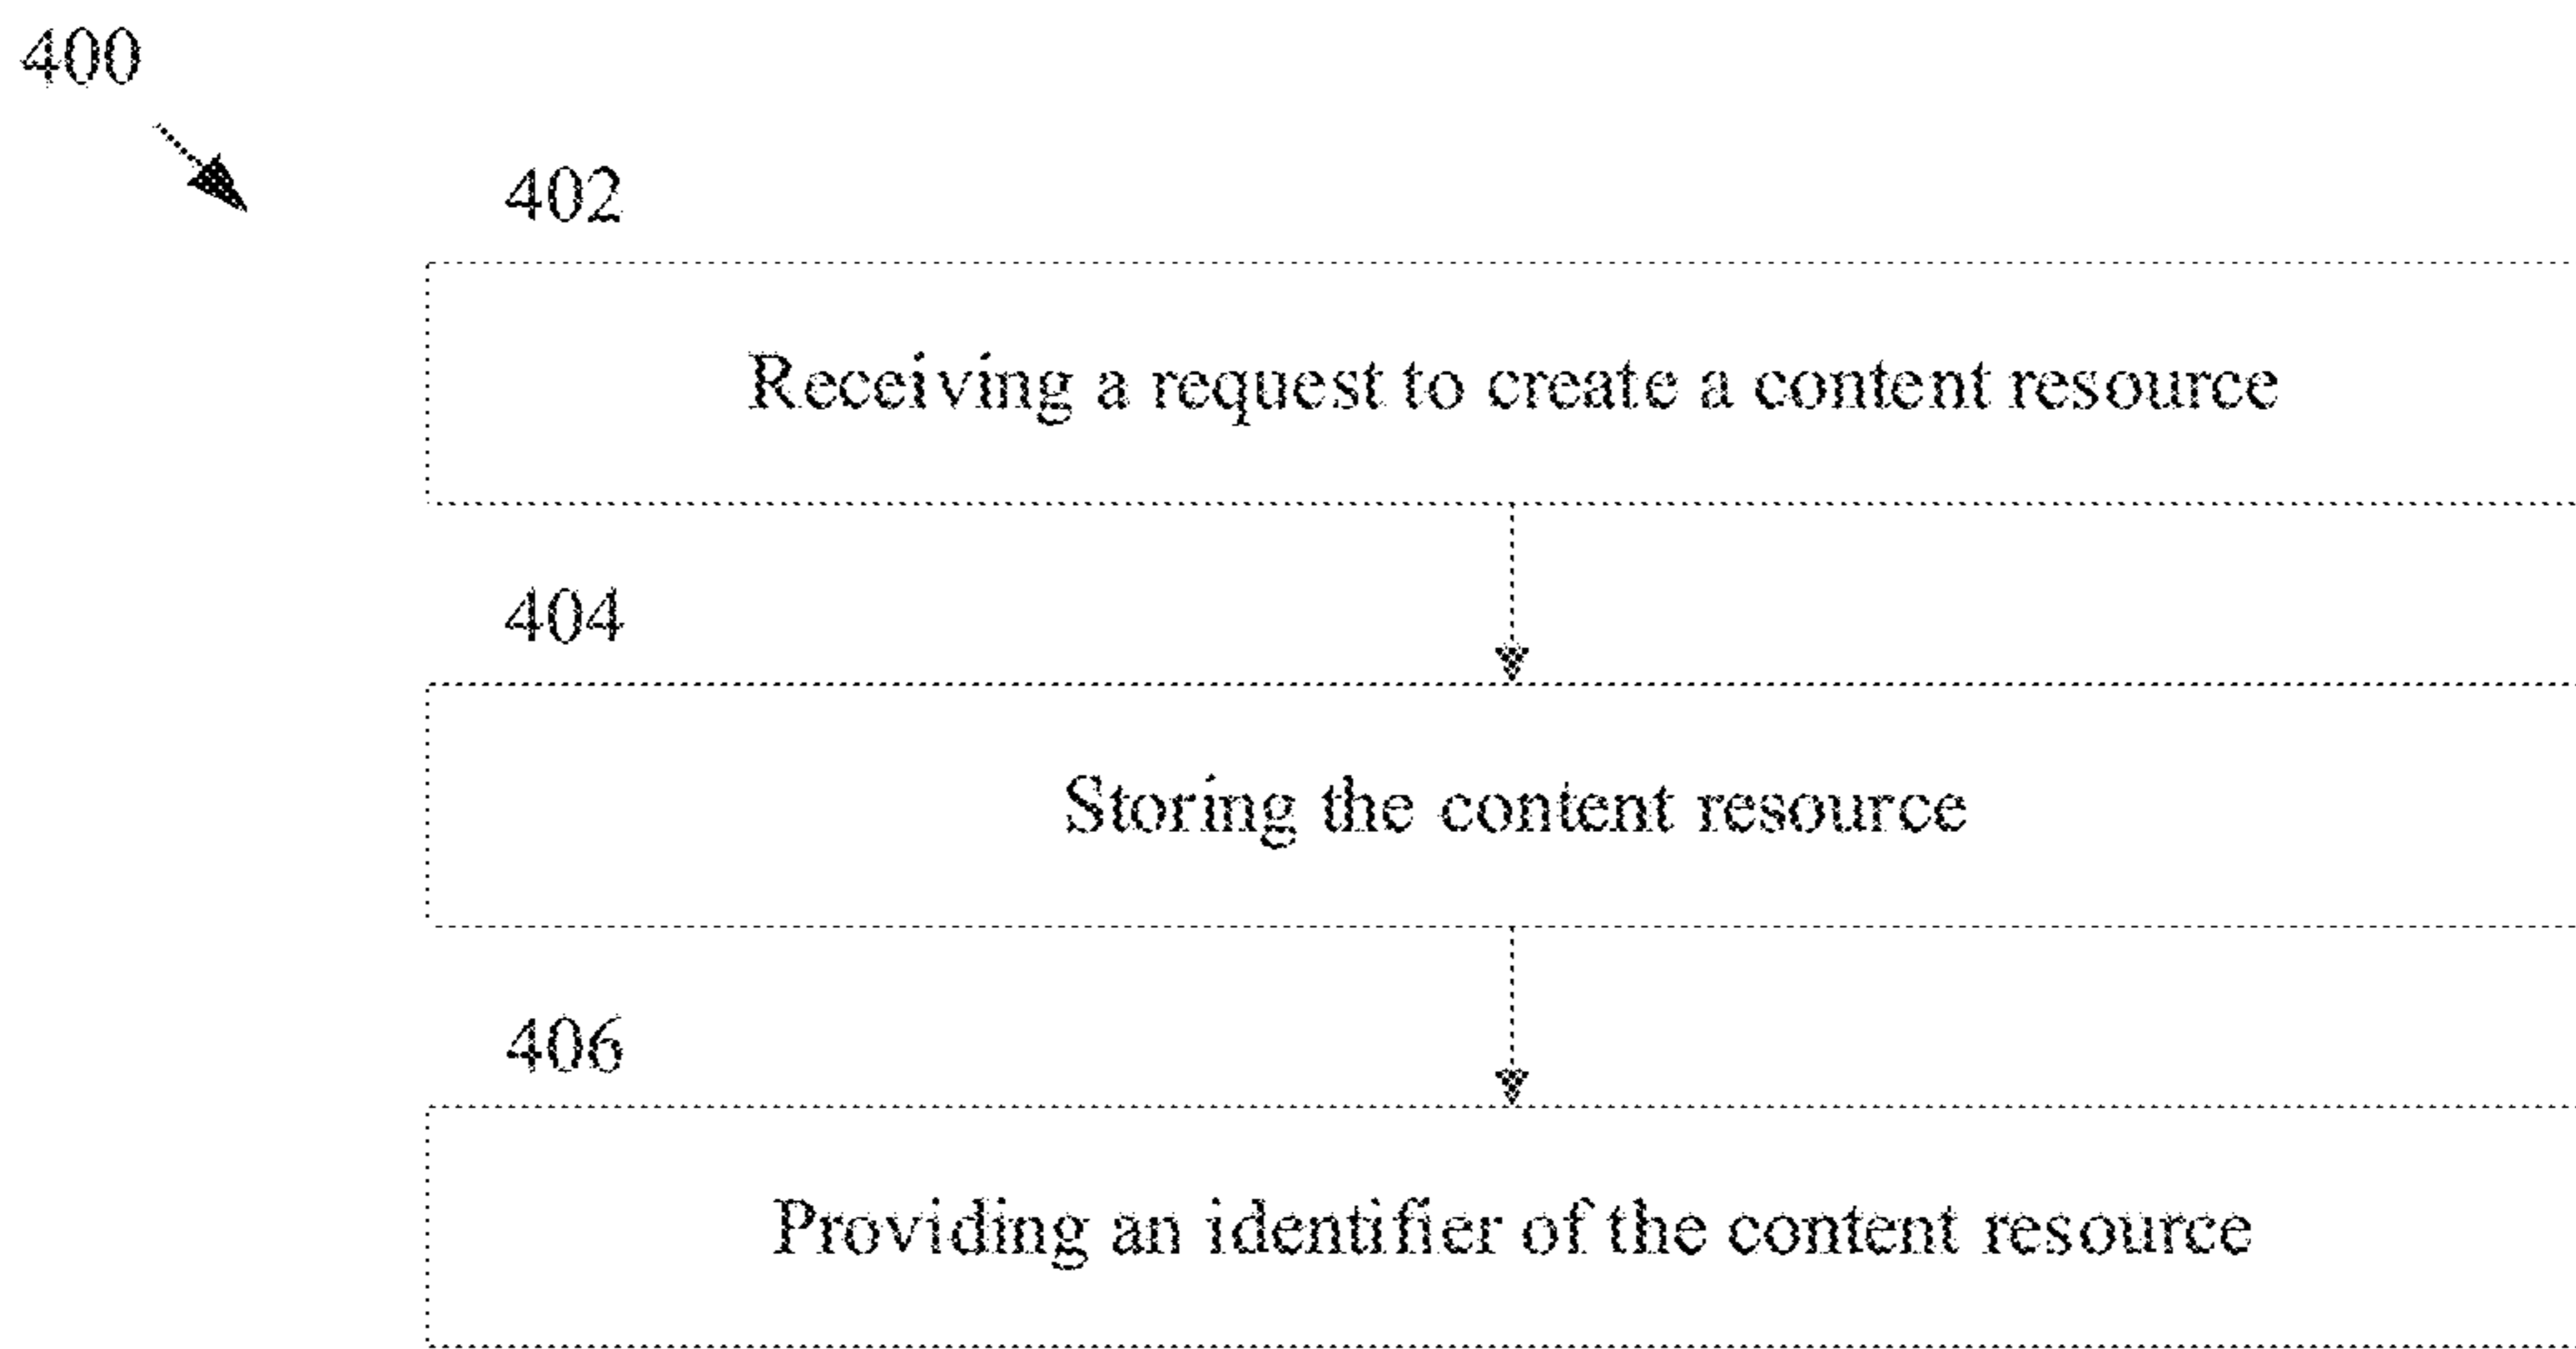 400
402
Receiving a request to create a content resource
404
Storing the content resource
406
Providing an identifier of the content resource